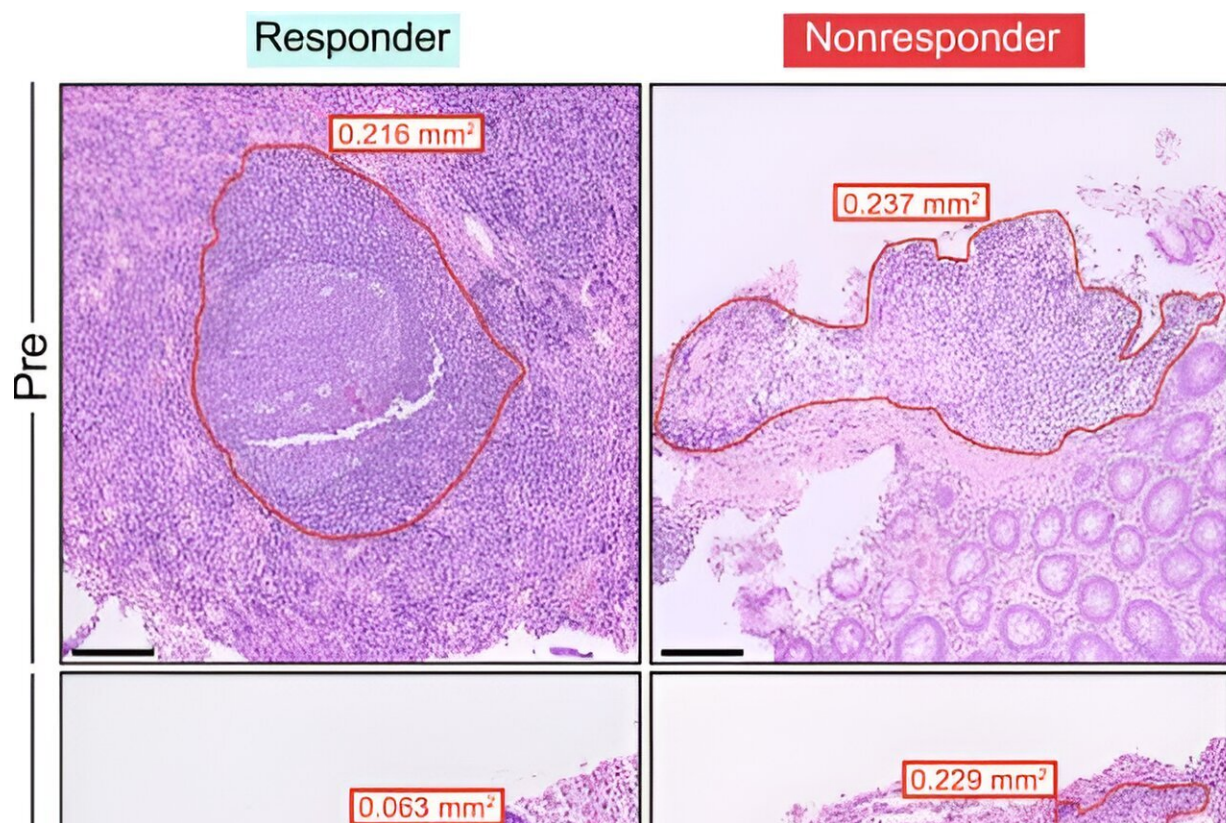 Responder
Nonresponder
Pre
0.216 mm²
0.237 mm²
0.063 mm²
0.229 mm²